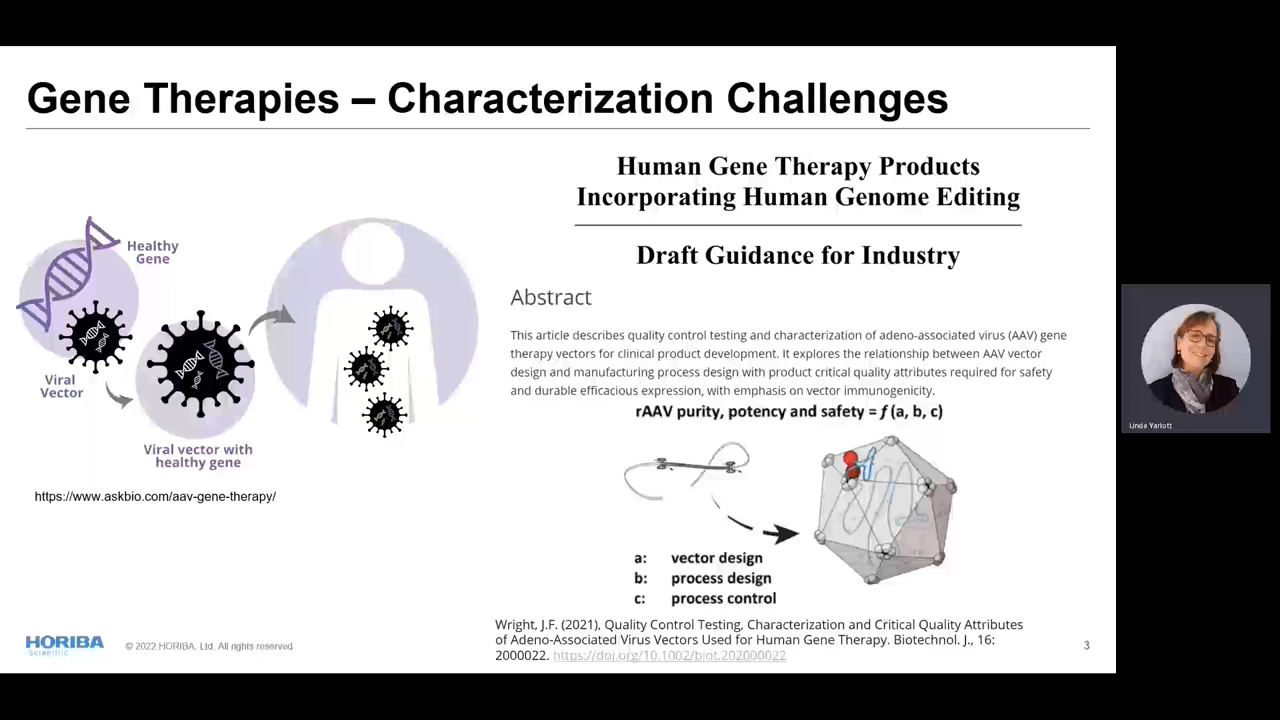 Gene Therapies – Characterization Challenges
Healthy
Gene
Viral
Vector
Viral vector with
healthy gene
https://www.askbio.com/aav-gene-therapy/
Human Gene Therapy Products
Incorporating Human Genome Editing
Draft Guidance for Industry
Abstract
This article describes quality control testing and characterization of adeno-associated virus (AAV) gene
therapy vectors for clinical product development. It explores the relationship between AAV vector
design and manufacturing process design with product critical quality attributes required for safety
and durable efficacious expression, with emphasis on vector immunogenicity.
rAAV purity, potency and safety = f (a, b, c)
a: vector design
b: process design
c: process control
Wright, J.F. (2021), Quality Control Testing, Characterization and Critical Quality Attributes
of Adeno-Associated Virus Vectors Used for Human Gene Therapy. Biotechnol. J., 16:
2000022. https://doi.org/10.1002/biot.202000022
HORIBA
Scientific
© 2022 HORIBA, Ltd. All rights reserved.
3
Linda Yarlott